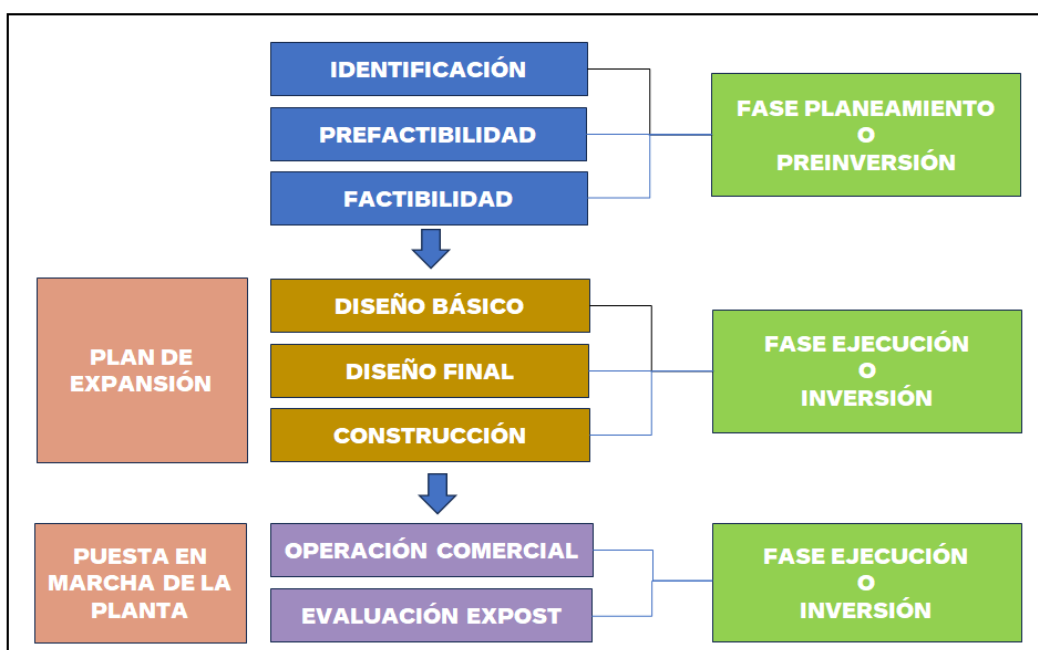 IDENTIFICACIÓN
PREFACTIBILIDAD
FACTIBILIDAD
FASE PLANEAMIENTO
O
PREINVERSIÓN
PLAN DE
EXPANSIÓN
DISEÑO BÁSICO
DISEÑO FINAL
CONSTRUCCIÓN
FASE EJECUCIÓN
O
INVERSIÓN
PUESTA EN
MARCHA DE LA
PLANTA
OPERACIÓN COMERCIAL
EVALUACIÓN EXPOST
FASE EJECUCIÓN
O
INVERSIÓN